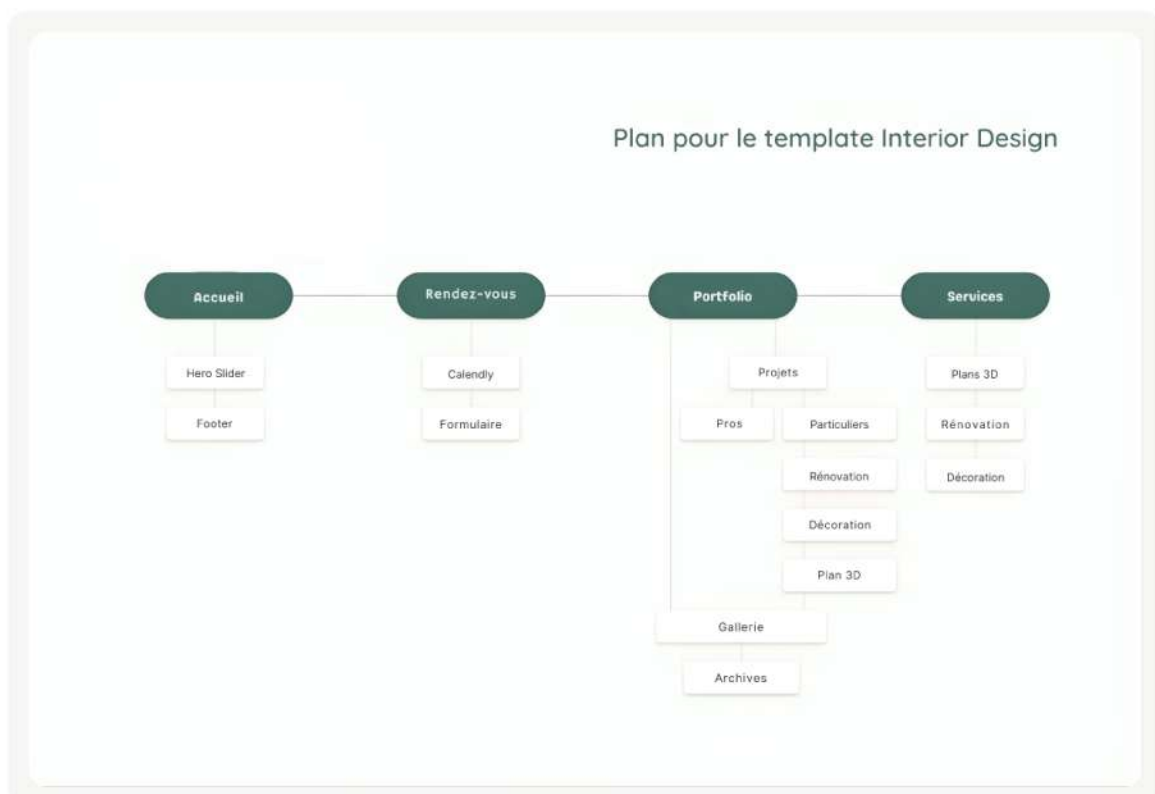 Plan pour le template Interior Design
Accueil
Rendez-vous
Portfolio
Services
Hero Slider
Calendly
Projets
Plans 3D
Footer
Formulaire
Pros
Particuliers
Rénovation
Rénovation
Décoration
Décoration
Plan 3D
Gallerie
Archives